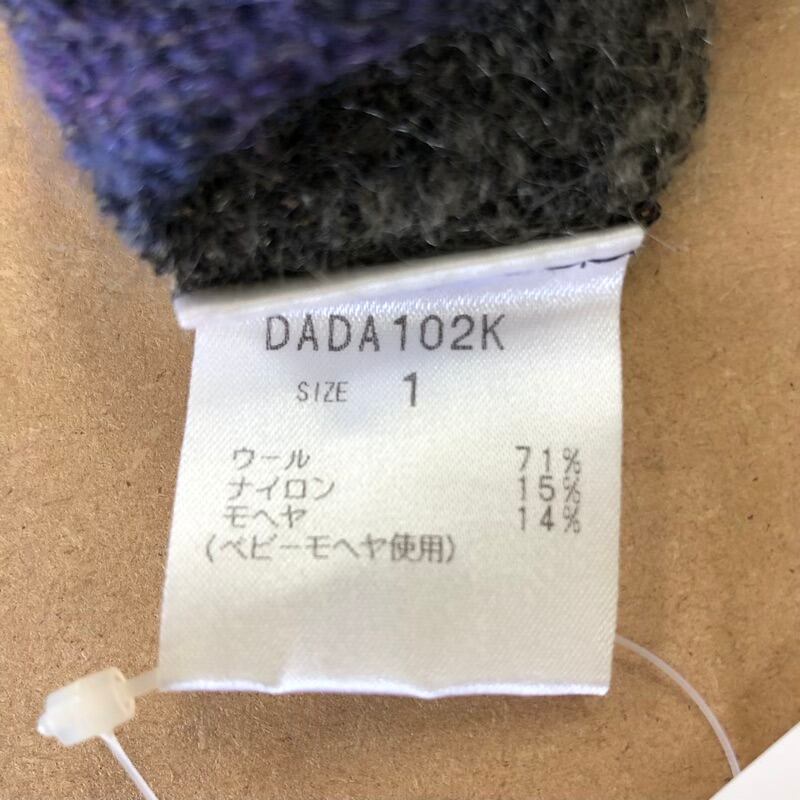 DADA102K
SIZE 1
ウール 71%
ナイロン 15%
モヘヤ 14%
(ベビーモヘヤ使用)